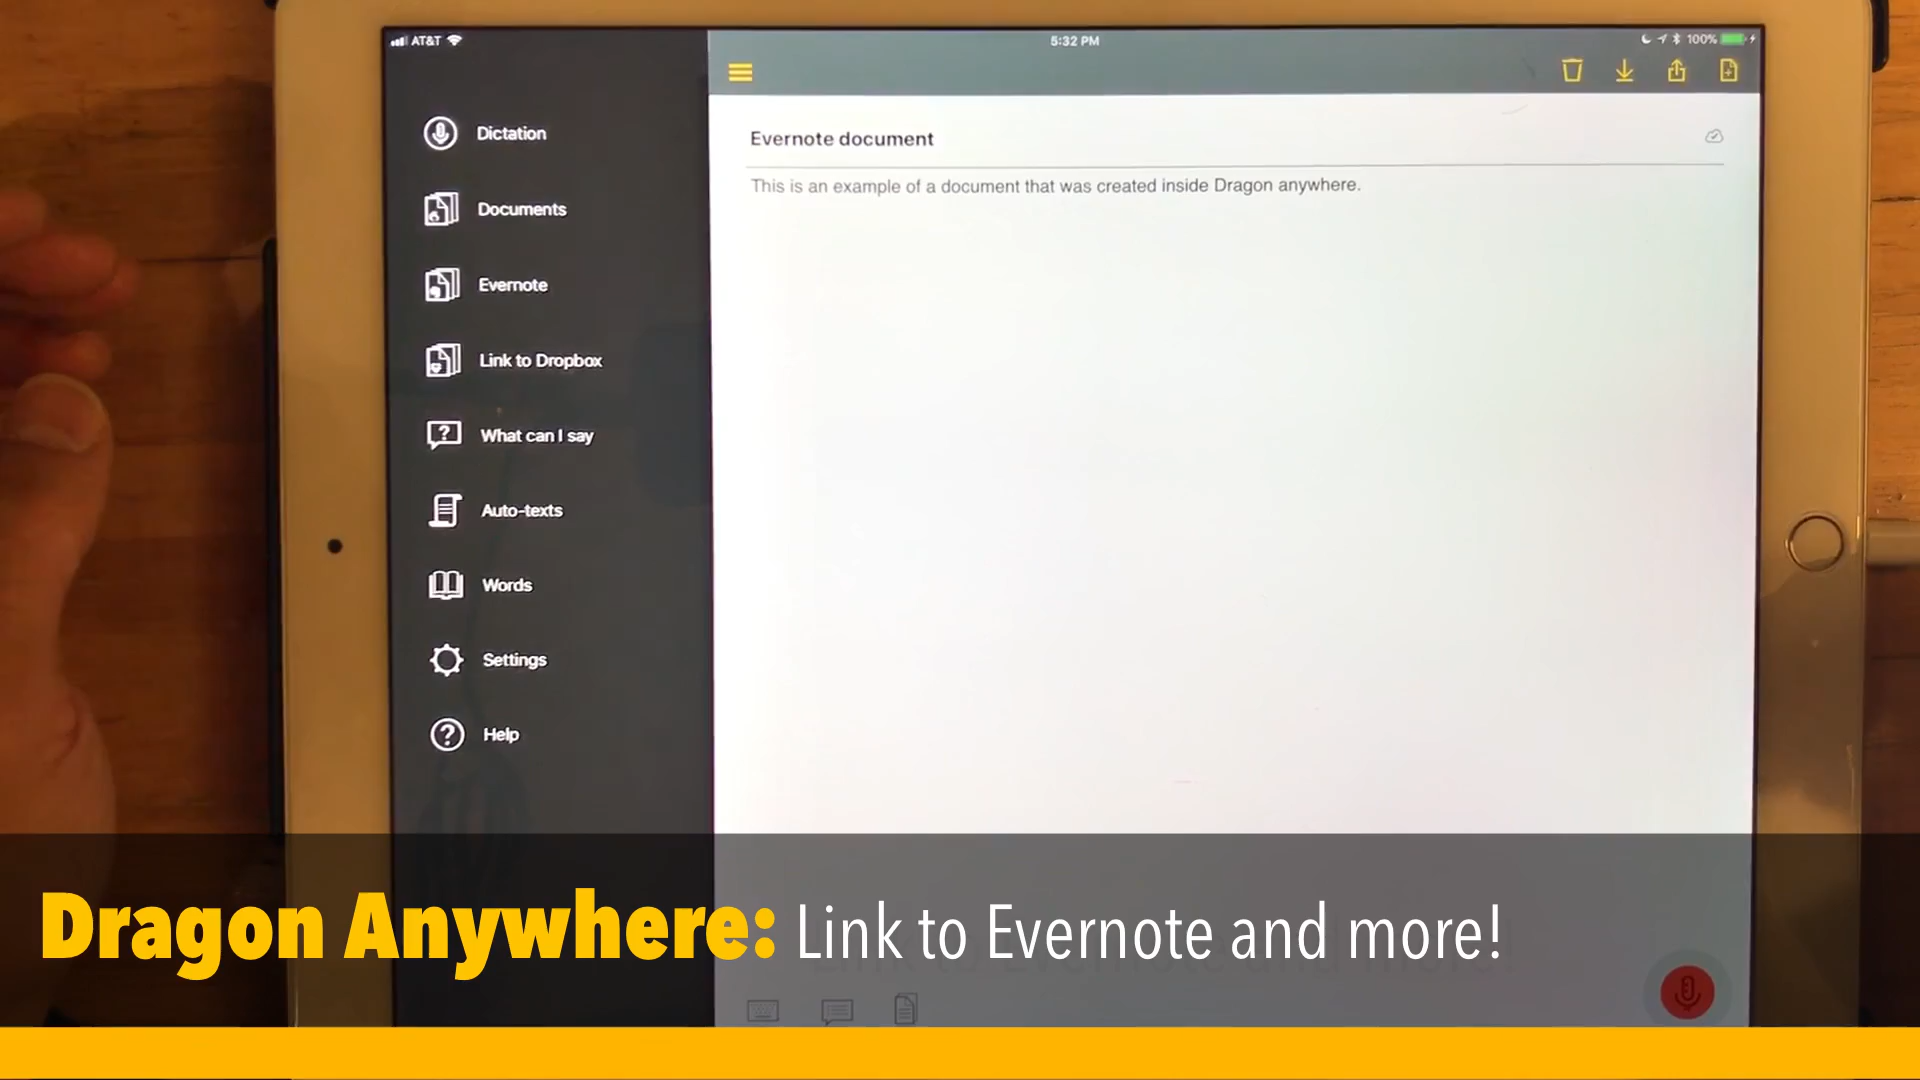 AT&T
5:32 PM
100%
Dictation
Documents
Evernote
Link to Dropbox
What can I say
Auto-texts
Words
Settings
Help
Evernote document
This is an example of a document that was created inside Dragon anywhere.
Dragon Anywhere: Link to Evernote and more!